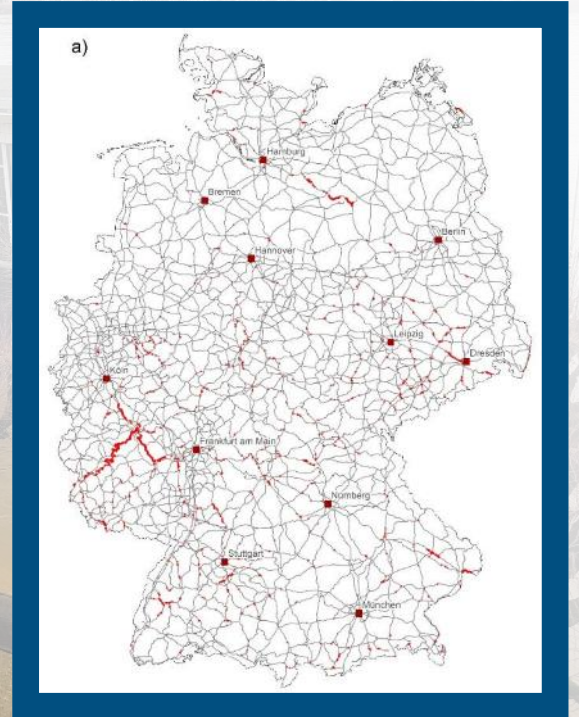 a)
Hamburg
Bremen
Berlin
Hannover
Leipzig
Dresden
Köln
Frankfurt am Main
Nürnberg
Stuttgart
München